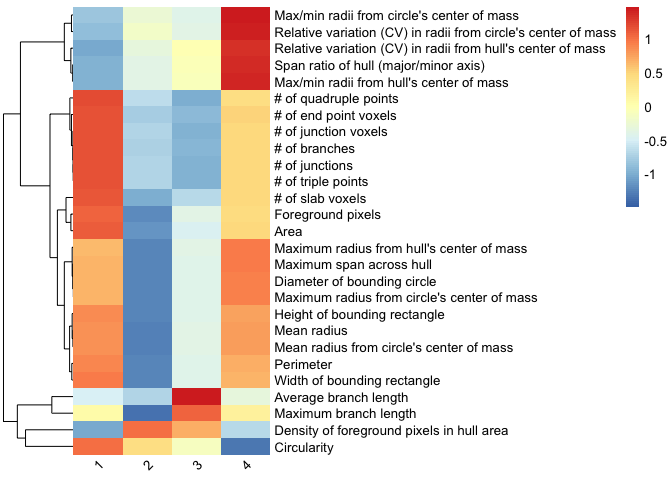 Max/min radii from circle's center of mass
Relative variation (CV) in radii from circle's center of mass
Relative variation (CV) in radii from hull's center of mass
Span ratio of hull (major/minor axis)
Max/min radii from hull's center of mass
# of quadruple points
# of end point voxels
# of junction voxels
# of branches
# of junctions
# of triple points
# of slab voxels
Foreground pixels
Area
Maximum radius from hull's center of mass
Maximum span across hull
Diameter of bounding circle
Maximum radius from circle's center of mass
Height of bounding rectangle
Mean radius
Mean radius from circle's center of mass
Perimeter
Width of bounding rectangle
Average branch length
Maximum branch length
Density of foreground pixels in hull area
Circularity
1 2 3 4
1
0.5
0
-0.5
-1